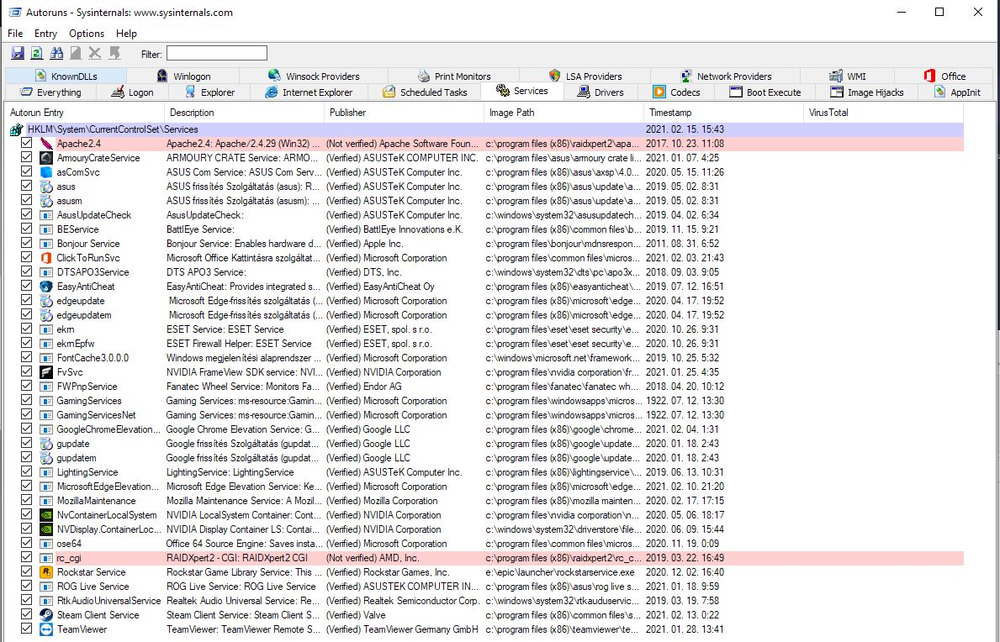 Autoruns - Sysinternals: www.sysinternals.com
File Entry Options Help
Filter:
KnownDLLs Winlogon Winsock Providers Print Monitors LSA Providers Network Providers WMI Office
Everything Logon Explorer Internet Explorer Scheduled Tasks Services Drivers Codecs Boot Execute Image Hijacks AppInit
Autorun Entry Description Publisher Image Path Timestamp VirusTotal
HKLM\System\CurrentControlSet\Services 2021. 02. 15. 15:43
Apache2.4 Apache2.4: Apache/2.4.29 (Win32) ... (Not verified) Apache Software Foun... c:\program files (x86)\raidxpert2\apa... 2017. 10. 23. 11:08
ArmouryCrateService ARMOURY CRATE Service: ARMO... (Verified) ASUSTeK COMPUTER INC. c:\program files (x86)\asus\armoury crate li... 2021. 01. 07. 4:25
asComSvc ASUS Com Service: ASUS Com Serv... (Verified) ASUSTeK Computer Inc. c:\program files (x86)\asus\axsp\4.0... 2020. 05. 15. 11:26
asus ASUS frissítés Szolgáltatás (asus): R... (Verified) ASUSTeK Computer Inc. c:\program files (x86)\asus\update\a... 2019. 05. 02. 8:31
asusm ASUS frissítés Szolgáltatás (asusm): ... (Verified) ASUSTeK Computer Inc. c:\program files (x86)\asus\update\a... 2019. 05. 02. 8:31
AsusUpdateCheck AsusUpdateCheck: (Verified) ASUSTeK Computer Inc. c:\windows\system32\asusupdatech... 2019. 04. 02. 6:34
BEService BattlEye Service: (Verified) BattlEye Innovations e.K. c:\program files (x86)\common files\b... 2019. 11. 15. 9:21
Bonjour Service Bonjour Service: Enables hardware d... (Verified) Apple Inc. c:\program files\bonjour\mdnsrespon... 2011. 08. 31. 6:52
ClickToRunSvc Microsoft Office Kattintásra szolgáltat... (Verified) Microsoft Corporation c:\program files\common files\micros... 2021. 02. 03. 21:43
DTSAPO3Service DTS APO3 Service: (Verified) DTS, Inc. c:\windows\system32\dts\pc\apo3x... 2018. 09. 03. 9:05
EasyAntiCheat EasyAntiCheat: Provides integrated s... (Verified) EasyAntiCheat Oy c:\program files (x86)\easyanticheat\... 2019. 07. 12. 16:51
edgeupdate Microsoft Edge-frissítés szolgáltatás (... (Verified) Microsoft Corporation c:\program files (x86)\microsoft\edge... 2020. 04. 17. 19:52
edgeupdatem Microsoft Edge-frissítés szolgáltatás (... (Verified) Microsoft Corporation c:\program files (x86)\microsoft\edge... 2020. 04. 17. 19:52
ekrn ESET Service: ESET Service (Verified) ESET, spol. s r.o. c:\program files\eset\eset security\e... 2020. 10. 26. 9:31
ekrnEpfw ESET Firewall Helper: ESET Service (Verified) ESET, spol. s r.o. c:\program files\eset\eset security\e... 2020. 10. 26. 9:31
FontCache3.0.0.0 Windows megjelenítési alaprendszer ... (Verified) Microsoft Corporation c:\windows\microsoft.net\framework... 2019. 10. 25. 5:32
FvSvc NVIDIA FrameView SDK service: NVI... (Verified) NVIDIA Corporation c:\program files\nvidia corporation\fr... 2021. 01. 25. 4:35
FWPnpService Fanatec Wheel Service: Monitors Fa... (Verified) Endor AG c:\program files\fanatec\fanatec wh... 2018. 04. 20. 10:12
GamingServices Gaming Services: ms-resource:Gamin... (Verified) Microsoft Corporation c:\program files\windowsapps\micros... 1922. 07. 12. 13:30
GamingServicesNet Gaming Services: ms-resource:Gamin... (Verified) Microsoft Corporation c:\program files\windowsapps\micros... 1922. 07. 12. 13:30
GoogleChromeElevation... Google Chrome Elevation Service: G... (Verified) Google LLC c:\program files (x86)\google\chrome... 2021. 02. 04. 1:31
gupdate Google frissítés Szolgáltatás (gupdat... (Verified) Google LLC c:\program files (x86)\google\update... 2020. 01. 18. 2:43
gupdatem Google frissítés Szolgáltatás (gupdat... (Verified) Google LLC c:\program files (x86)\google\update... 2020. 01. 18. 2:43
LightingService LightingService: LightingService (Verified) ASUSTeK Computer Inc. c:\program files (x86)\lightingservice\... 2019. 06. 13. 10:31
MicrosoftEdgeElevation... Microsoft Edge Elevation Service: Ke... (Verified) Microsoft Corporation c:\program files (x86)\microsoft\edge... 2021. 02. 10. 21:20
MozillaMaintenance Mozilla Maintenance Service: A Mozil... (Verified) Mozilla Corporation c:\program files (x86)\mozilla mainten... 2020. 02. 17. 17:15
NvContainerLocalSystem NVIDIA LocalSystem Container: Cont... (Verified) NVIDIA Corporation c:\program files\nvidia corporation\n... 2020. 05. 06. 18:17
NVDisplay.ContainerLoc... NVIDIA Display Container LS: Contai... (Verified) NVIDIA Corporation c:\windows\system32\driverstore\file... 2020. 06. 09. 15:44
ose64 Office 64 Source Engine: Saves insta... (Verified) Microsoft Corporation c:\program files\common files\micros... 2020. 11. 19. 0:09
rc_cgi RAIDXpert2 - CGI: RAIDXpert2 CGI (Not verified) AMD, Inc. c:\program files (x86)\raidxpert2\rc_c... 2019. 03. 22. 16:49
Rockstar Service Rockstar Game Library Service: This ... (Verified) Rockstar Games, Inc. e:\epic\launcher\rockstarservice.exe 2020. 12. 02. 16:40
ROG Live Service ROG Live Service: ROG Live Service (Verified) ASUSTEK COMPUTER IN... c:\program files (x86)\asus\rog live ... 2021. 01. 18. 9:59
RtkAudioUniversalService Realtek Audio Universal Service: Re... (Verified) Realtek Semiconductor Corp. c:\windows\system32\rtkauduservic... 2019. 03. 19. 7:58
Steam Client Service Steam Client Service: Steam Client S... (Verified) Valve c:\program files (x86)\common files\s... 2021. 02. 13. 0:22
TeamViewer TeamViewer: TeamViewer Remote S... (Verified) TeamViewer Germany GmbH c:\program files (x86)\teamviewer\te... 2021. 01. 28. 13:41